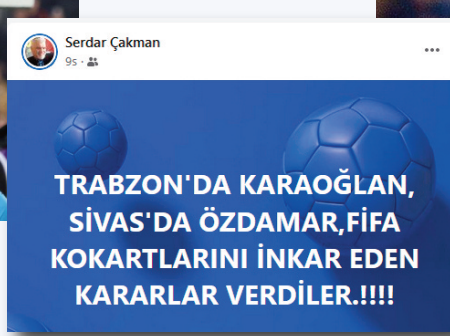 Serdar Çakman
9s
TRABZON'DA KARAOĞLAN,
SİVAS'DA ÖZDAMAR,FİFA
KOKARTLARINI İNKAR EDEN
KARARLAR VERDİLER.!!!!